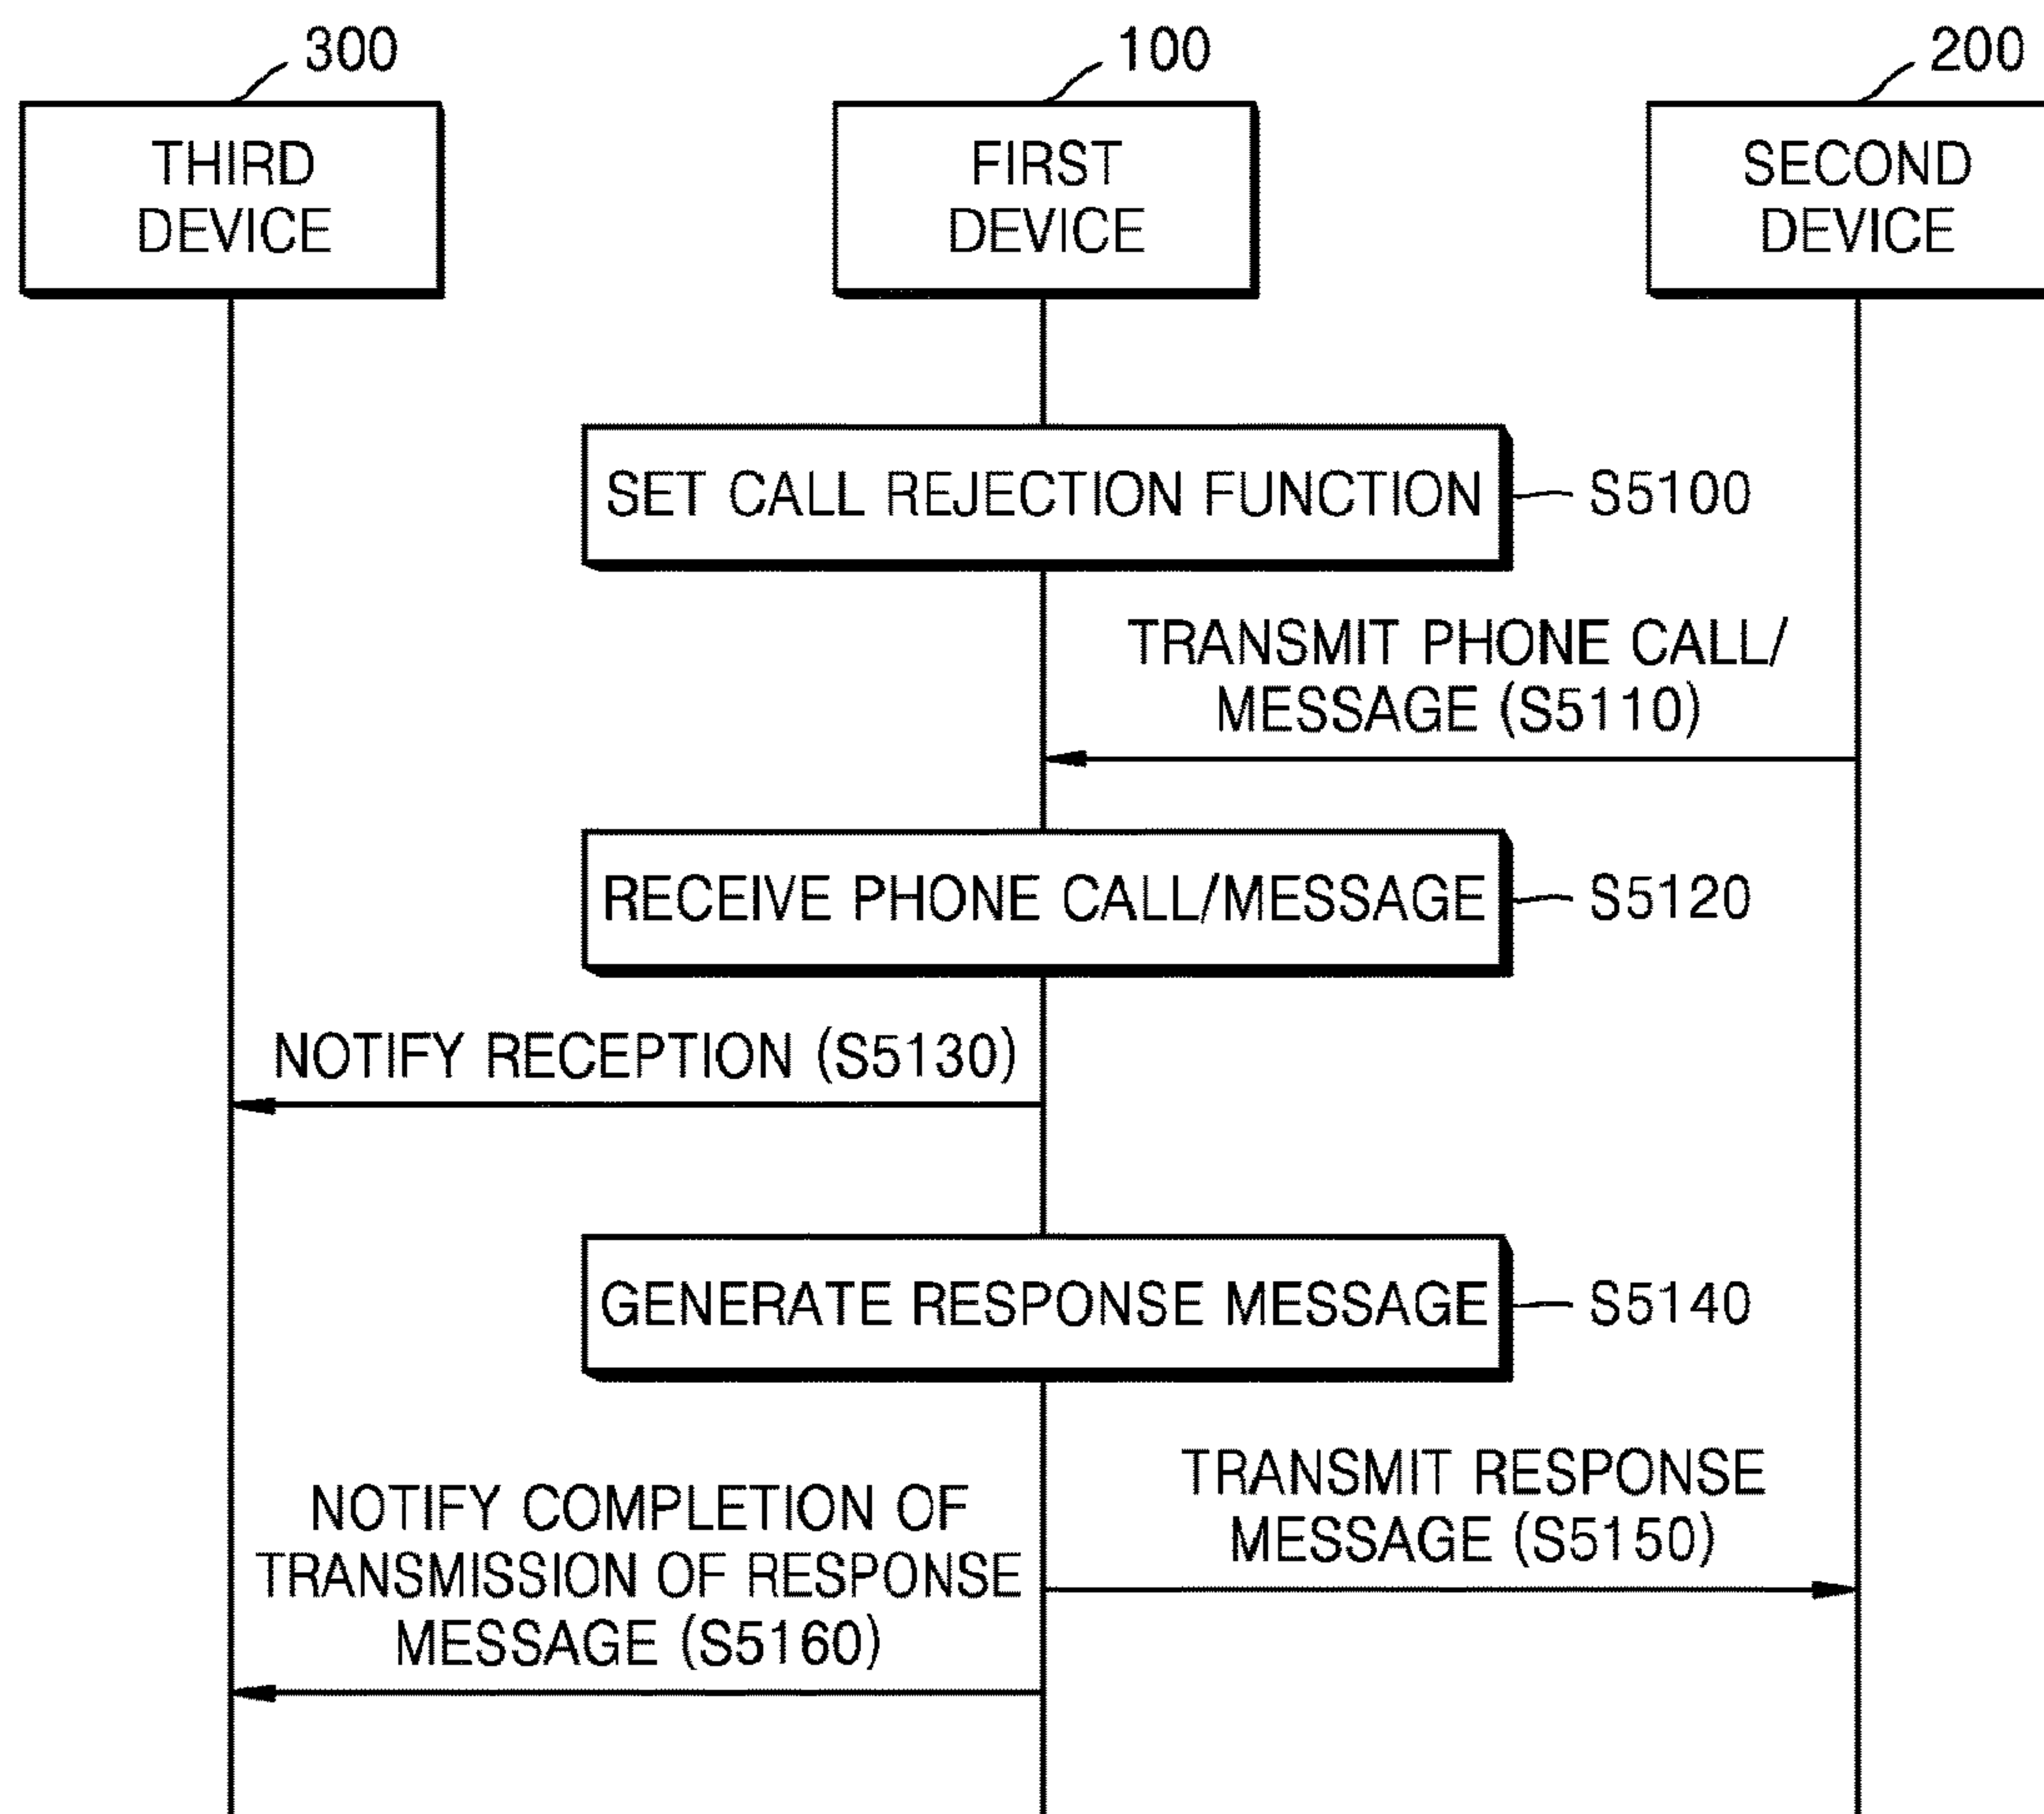 300
100
200
THIRD
DEVICE
FIRST
DEVICE
SECOND
DEVICE
SET CALL REJECTION FUNCTION
S5100
TRANSMIT PHONE CALL/
MESSAGE (S5110)
RECEIVE PHONE CALL/MESSAGE
S5120
NOTIFY RECEPTION (S5130)
GENERATE RESPONSE MESSAGE
S5140
TRANSMIT RESPONSE
MESSAGE (S5150)
NOTIFY COMPLETION OF
TRANSMISSION OF RESPONSE
MESSAGE (S5160)